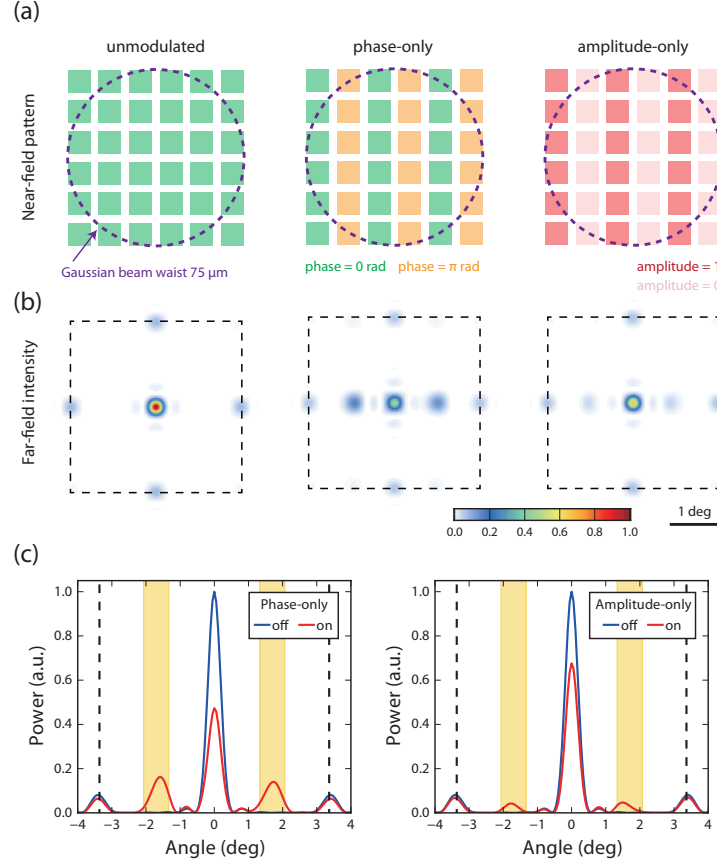 (a)
unmodulated
phase-only
amplitude-only
Near-field pattern
Gaussian beam waist 75 μm
phase = 0 rad
phase = π rad
amplitude = 1
amplitude = 0
(b)
Far-field intensity
0.0 0.2 0.4 0.6 0.8 1.0
1 deg
(c)
Power (a.u.)
1.0
0.8
0.6
0.4
0.2
0.0
Phase-only
off on
−4 −3 −2 −1 0 1 2 3 4
Angle (deg)
Power (a.u.)
1.0
0.8
0.6
0.4
0.2
0.0
Amplitude-only
off on
−4 −3 −2 −1 0 1 2 3 4
Angle (deg)